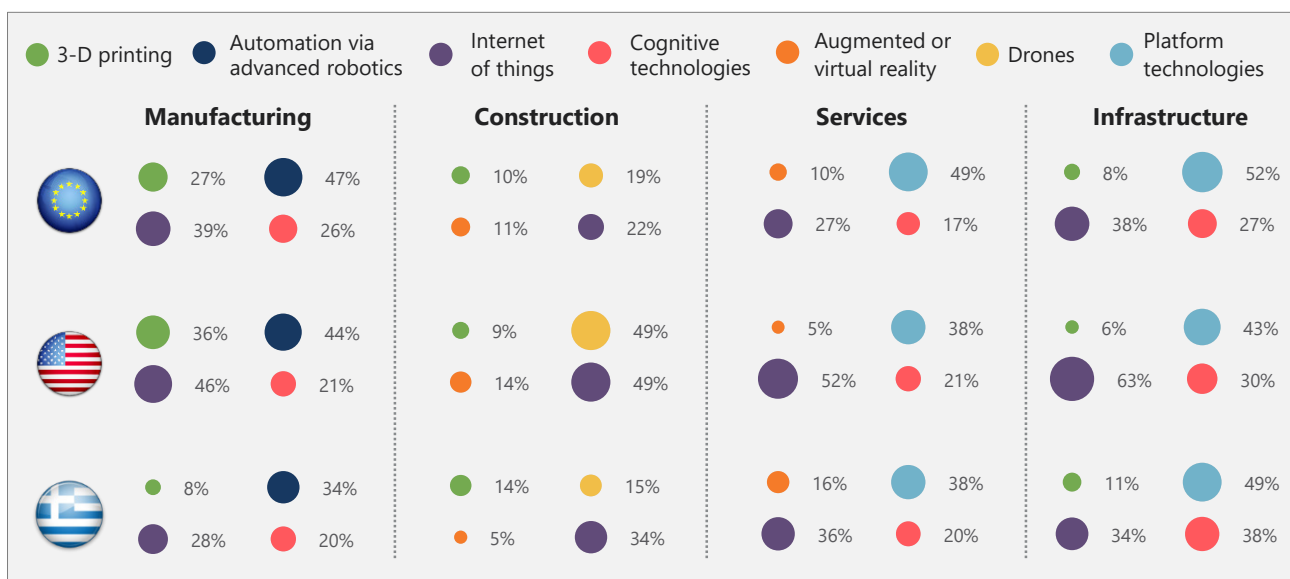 3-D printing
Automation via
advanced robotics
Internet
of things
Cognitive
technologies
Augmented or
virtual reality
Drones
Platform
technologies
Manufacturing Construction Services Infrastructure
27% 47% 10% 19% 10% 49% 8% 52%
39% 26% 11% 22% 27% 17% 38% 27%
36% 44% 9% 49% 5% 38% 6% 43%
46% 21% 14% 49% 52% 21% 63% 30%
8% 34% 14% 15% 16% 38% 11% 49%
28% 20% 5% 34% 36% 20% 34% 38%